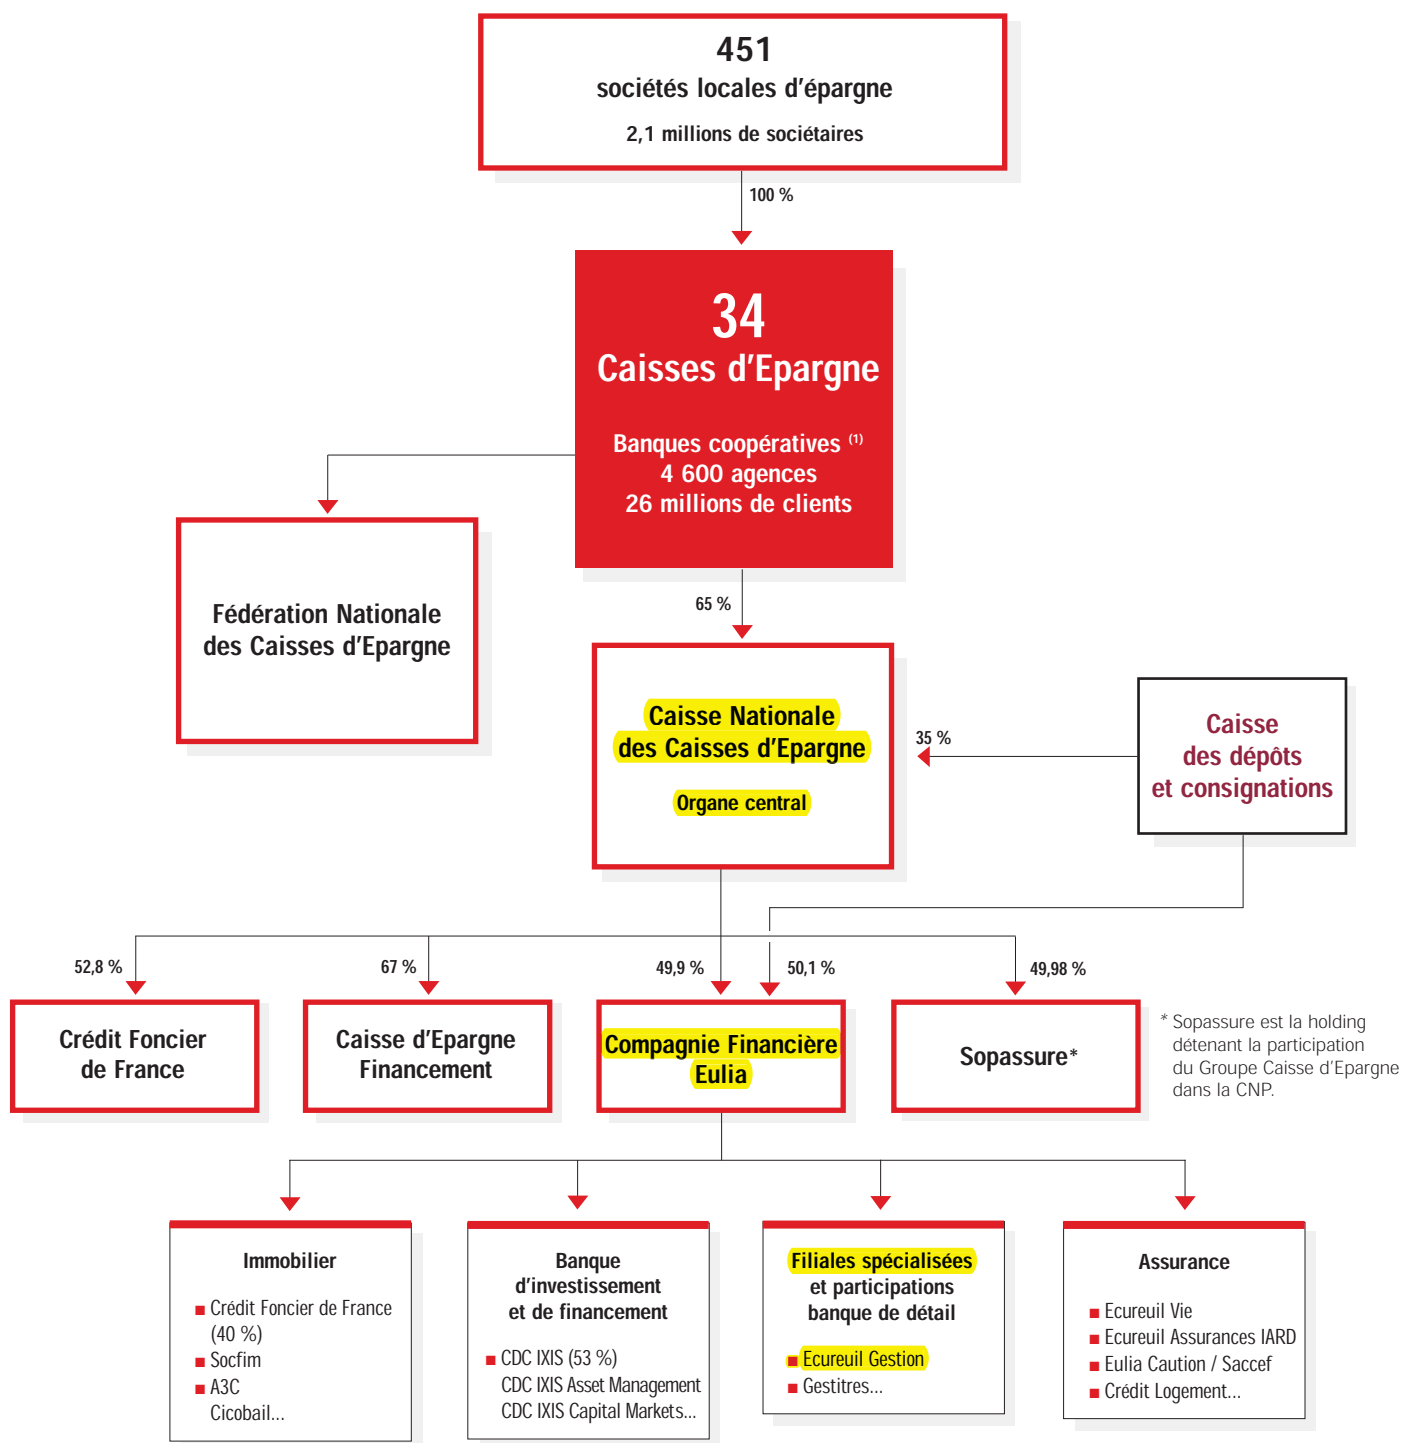 451
sociétés locales d'épargne
2,1 millions de sociétaires
100 %
34
Caisses d'Epargne
Banques coopératives (1)
4 600 agences
26 millions de clients
Fédération Nationale
des Caisses d'Epargne
65 %
Caisse Nationale
des Caisses d'Epargne
Organe central
35 %
Caisse
des dépôts
et consignations
52,8 %
67 %
49,9 %
50,1 %
49,98 %
Crédit Foncier
de France
Caisse d'Epargne
Financement
Compagnie Financière
Eulia
Sopassure*
* Sopassure est la holding
détenant la participation
du Groupe Caisse d'Epargne
dans la CNP.
Immobilier
■ Crédit Foncier de France
(40 %)
■ Socfim
■ A3C
Cicobail...
Banque
d'investissement
et de financement
■ CDC IXIS (53 %)
CDC IXIS Asset Management
CDC IXIS Capital Markets...
Filiales spécialisées
et participations
banque de détail
■ Ecureuil Gestion
■ Gestitres...
Assurance
■ Ecureuil Vie
■ Ecureuil Assurances IARD
■ Eulia Caution / Saccef
■ Crédit Logement...